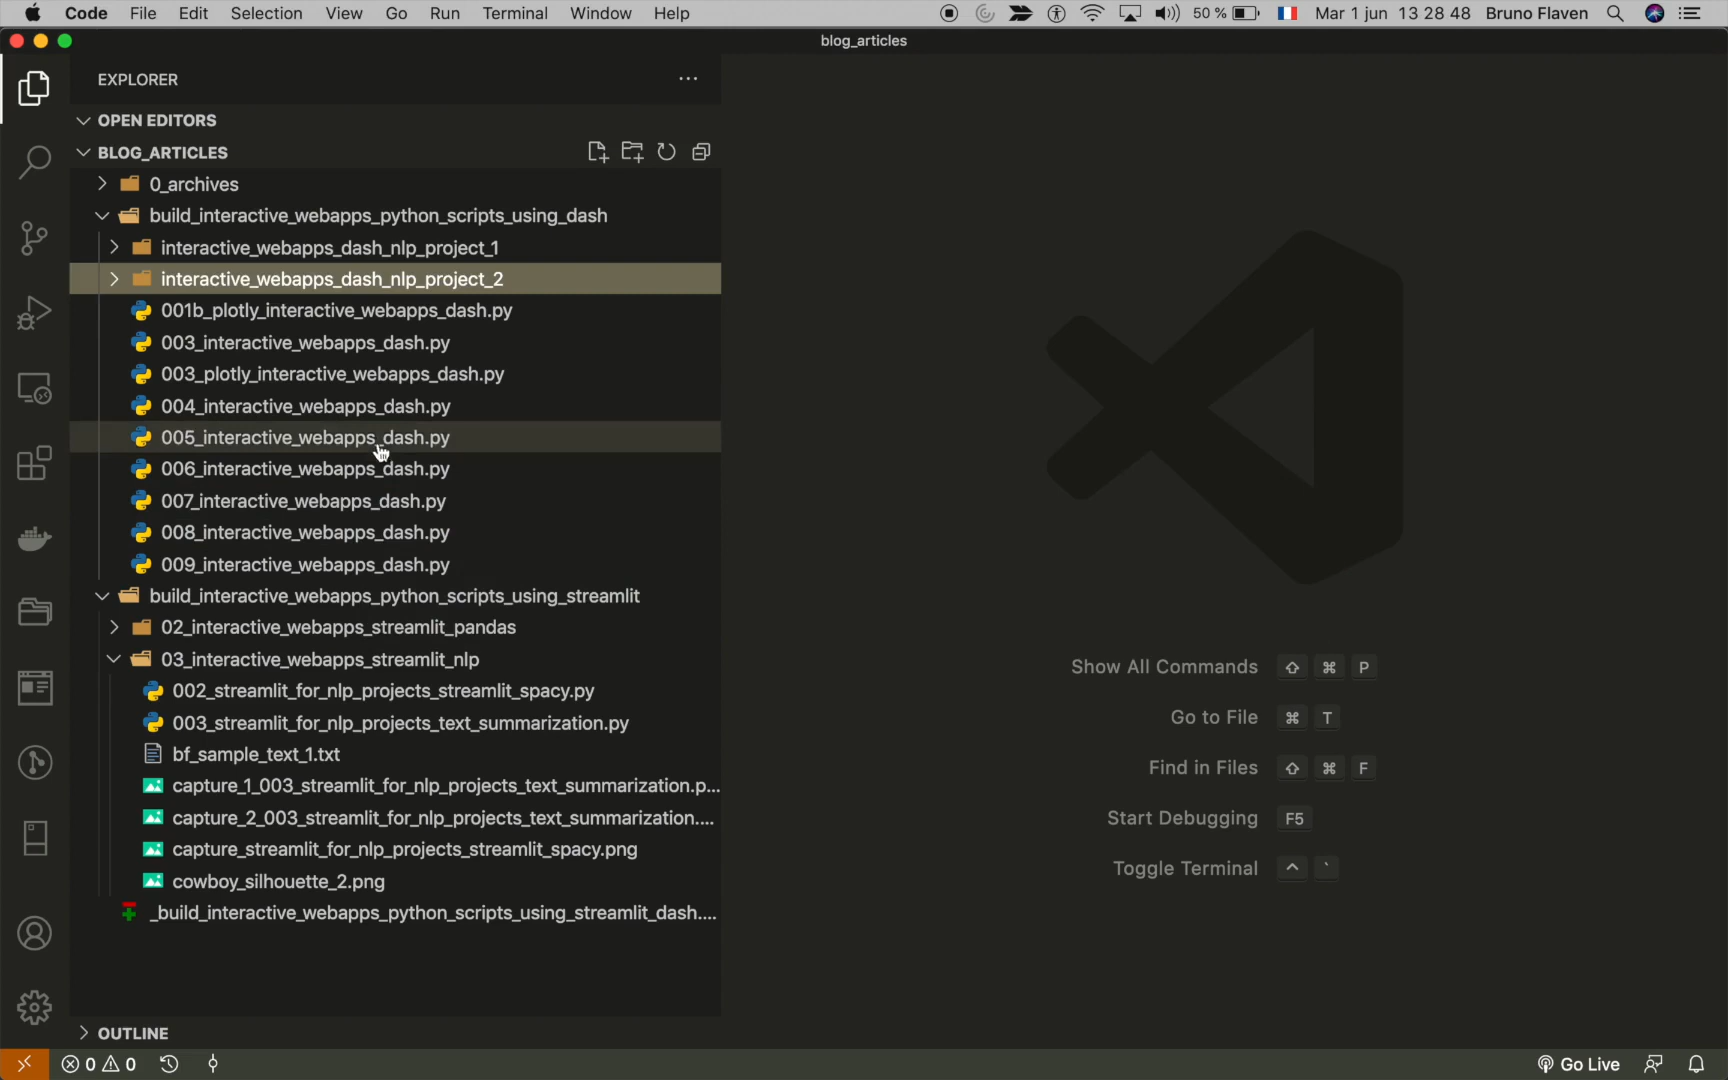 Code File Edit Selection View Go Run Terminal Window Help 50 % Mar 1 jun 13 28 48 Bruno Flaven
blog_articles
EXPLORER
OPEN EDITORS
BLOG_ARTICLES
0_archives
build_interactive_webapps_python_scripts_using_dash
interactive_webapps_dash_nlp_project_1
interactive_webapps_dash_nlp_project_2
001b_plotly_interactive_webapps_dash.py
003_interactive_webapps_dash.py
003_plotly_interactive_webapps_dash.py
004_interactive_webapps_dash.py
005_interactive_webapps_dash.py
006_interactive_webapps_dash.py
007_interactive_webapps_dash.py
008_interactive_webapps_dash.py
009_interactive_webapps_dash.py
build_interactive_webapps_python_scripts_using_streamlit
02_interactive_webapps_streamlit_pandas
03_interactive_webapps_streamlit_nlp
002_streamlit_for_nlp_projects_streamlit_spacy.py
003_streamlit_for_nlp_projects_text_summarization.py
bf_sample_text_1.txt
capture_1_003_streamlit_for_nlp_projects_text_summarization.p...
capture_2_003_streamlit_for_nlp_projects_text_summarization....
capture_streamlit_for_nlp_projects_streamlit_spacy.png
cowboy_silhouette_2.png
_build_interactive_webapps_python_scripts_using_streamlit_dash....
OUTLINE
Show All Commands ⇧ ⌘ P
Go to File ⌘ T
Find in Files ⇧ ⌘ F
Start Debugging F5
Toggle Terminal ^ `
0 0 Go Live